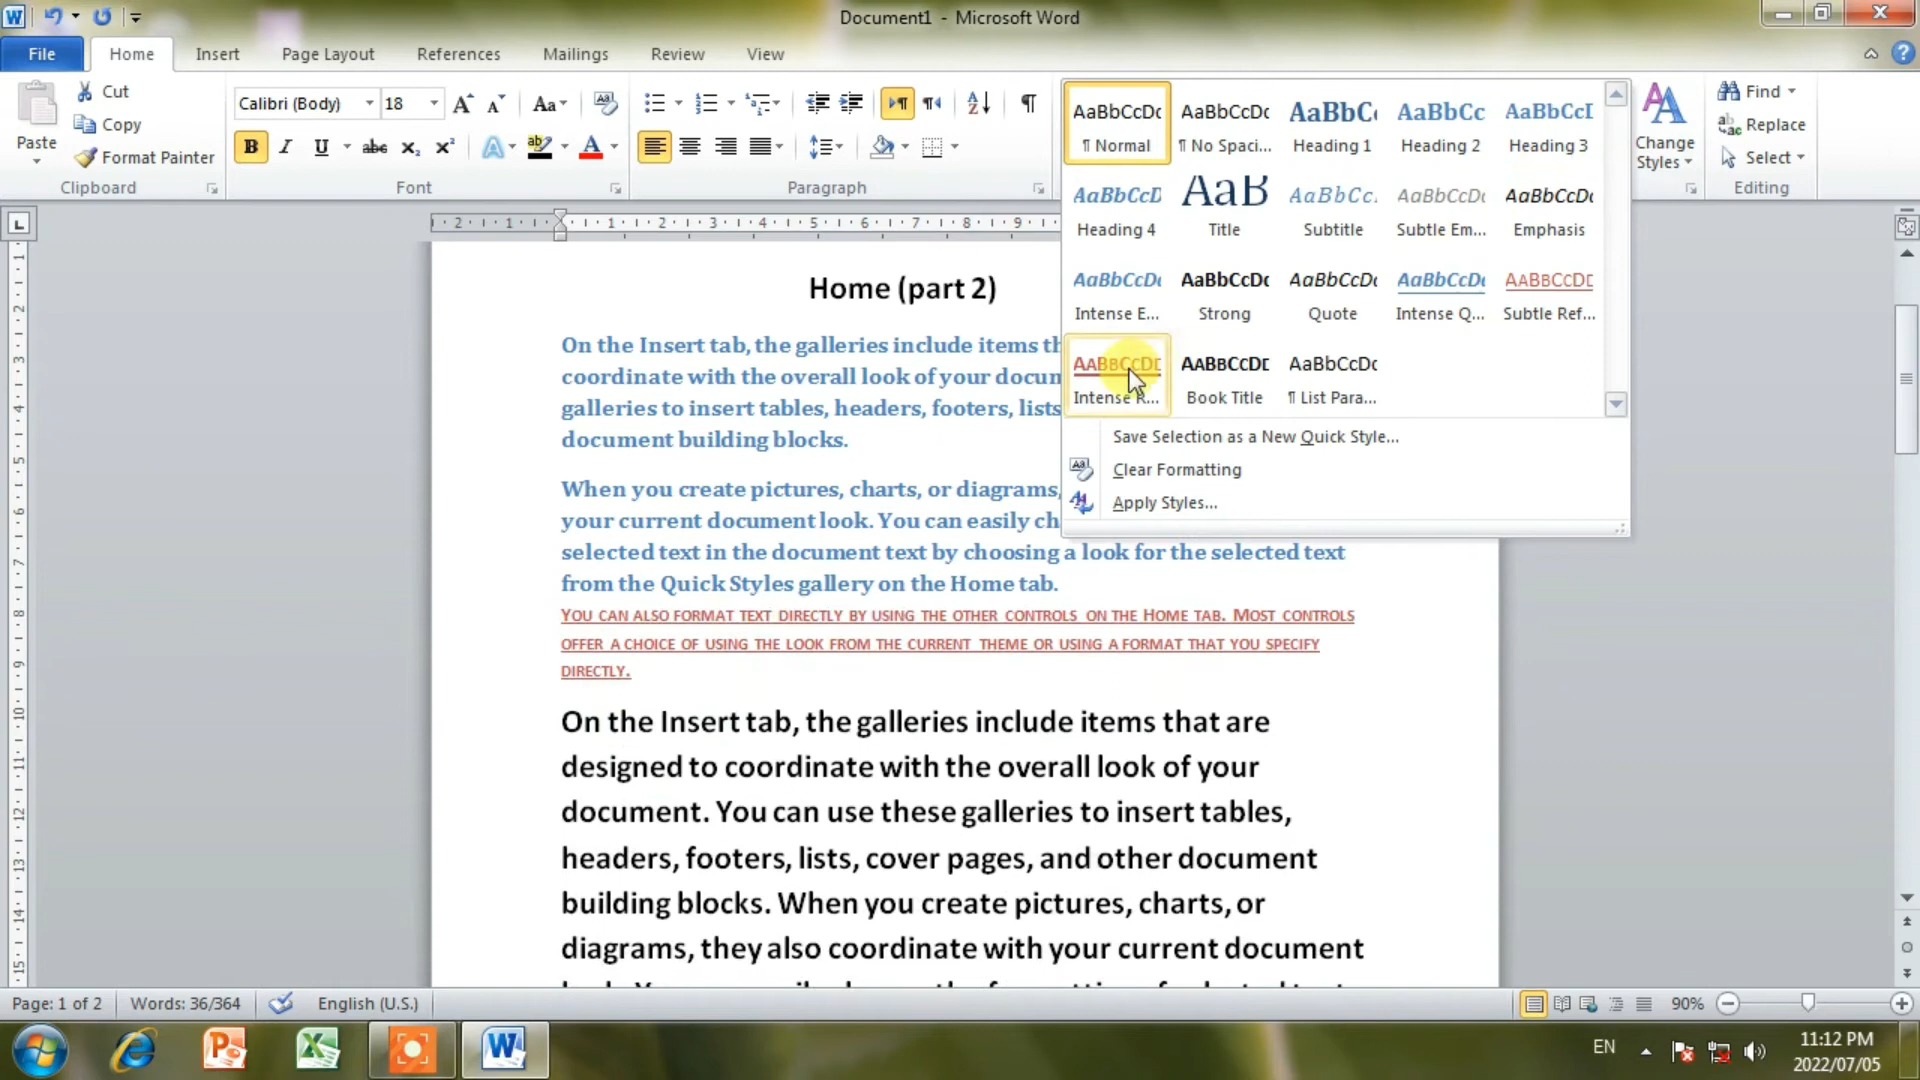 Document1 - Microsoft Word
File Home Insert Page Layout References Mailings Review View
Paste
Cut
Copy
Format Painter
Clipboard
Calibri (Body) 18
Font
Paragraph
AaBbCcDc AaBbCcDc AaBbC AaBbCc AaBbCcI
¶ Normal ¶ No Spaci... Heading 1 Heading 2 Heading 3
AaBbCcD AaB AaBbCc. AaBbCcDc AaBbCcDc
Heading 4 Title Subtitle Subtle Em... Emphasis
AaBbCcDc AaBbCcDc AaBbCcDc AaBbCcDc AABBCCDD
Intense E... Strong Quote Intense Q... Subtle Ref...
AABBCCDD AABBCCDD AaBbCcDc
Intense R... Book Title ¶ List Para...
Save Selection as a New Quick Style...
Clear Formatting
Apply Styles...
Change
Styles
Find
Replace
Select
Editing
Home (part 2)
On the Insert tab, the galleries include items
coordinate with the overall look of your
galleries to insert tables, headers, footers, lists
document building blocks.
When you create pictures, charts, or diagrams,
your current document look. You can easily
selected text in the document text by choosing a look for the selected text
from the Quick Styles gallery on the Home tab.
You can also format text directly by using the other controls on the Home tab. Most controls
offer a choice of using the look from the current theme or using a format that you specify
directly.
On the Insert tab, the galleries include items that are
designed to coordinate with the overall look of your
document. You can use these galleries to insert tables,
headers, footers, lists, cover pages, and other document
building blocks. When you create pictures, charts, or
diagrams, they also coordinate with your current document
Page: 1 of 2 Words: 36/364 English (U.S.) 90%
EN 11:12 PM
2022/07/05